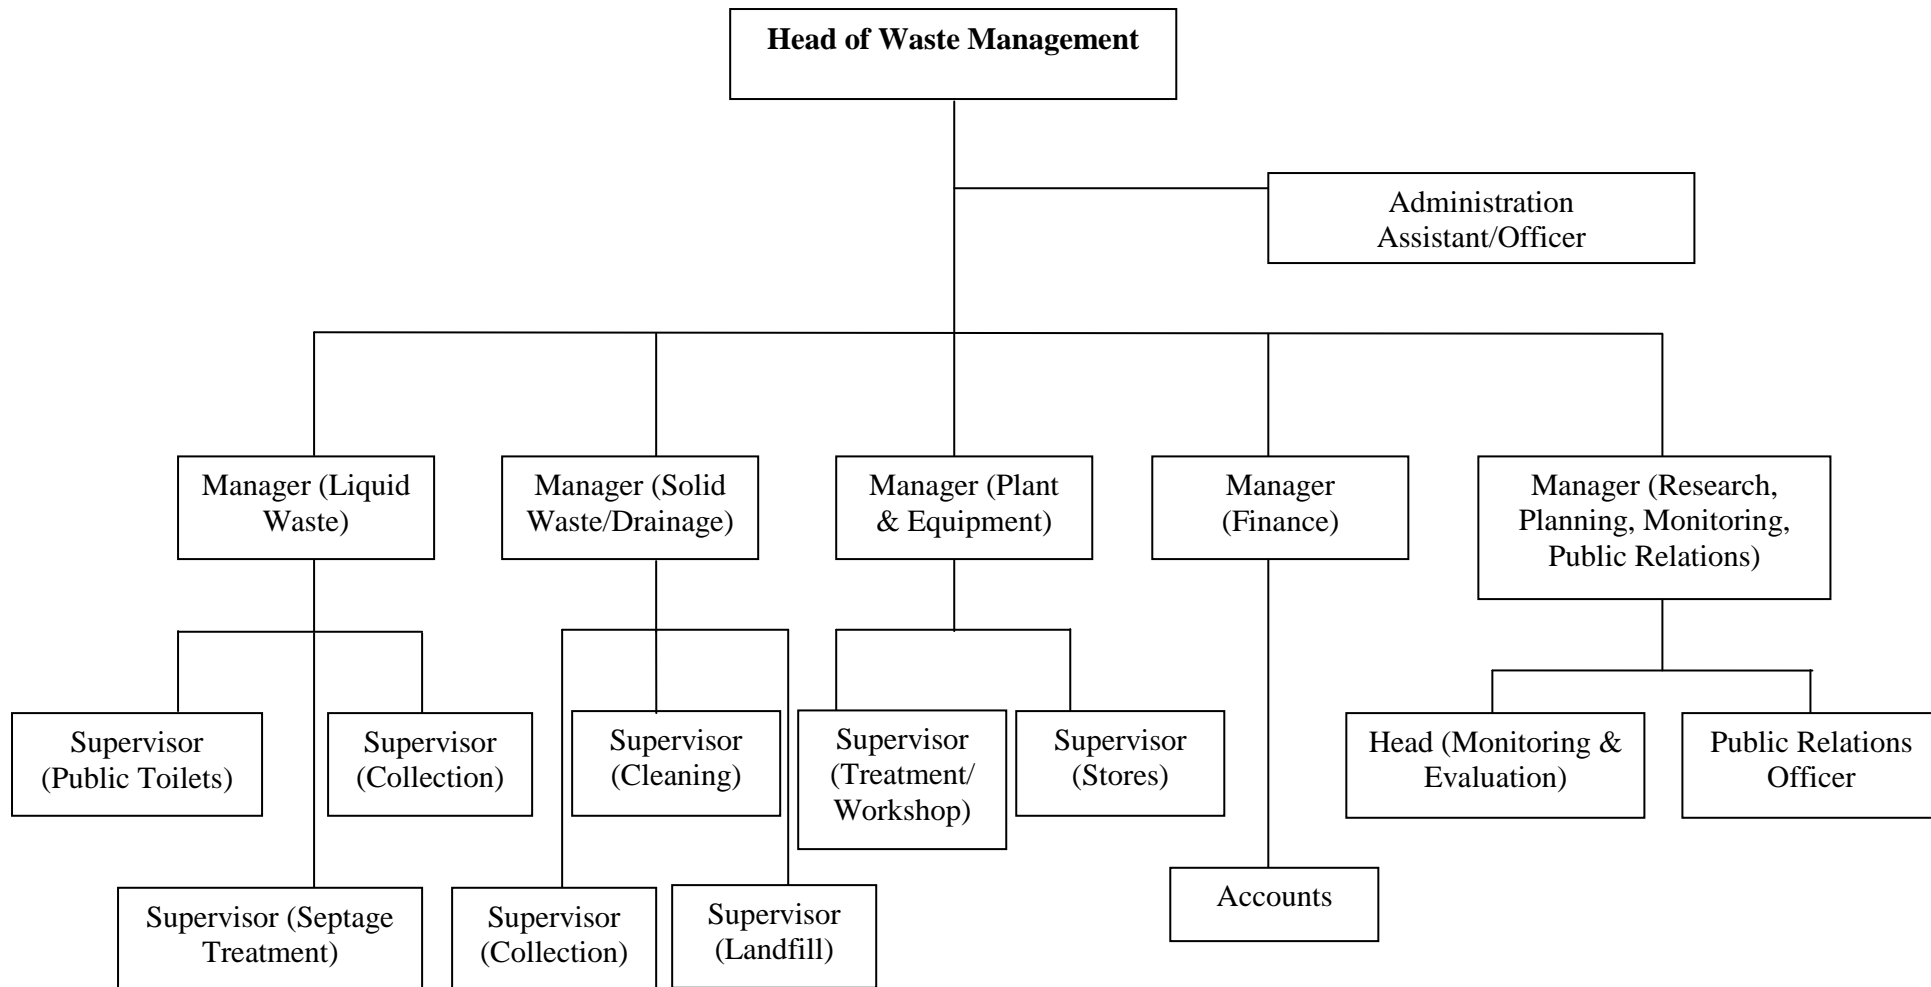 Head of Waste Management
Administration
Assistant/Officer
Manager (Liquid
Waste)
Manager (Solid
Waste/Drainage)
Manager (Plant
& Equipment)
Manager
(Finance)
Manager (Research,
Planning, Monitoring,
Public Relations)
Supervisor
(Public Toilets)
Supervisor
(Collection)
Supervisor
(Cleaning)
Supervisor
(Treatment/
Workshop)
Supervisor
(Stores)
Head (Monitoring &
Evaluation)
Public Relations
Officer
Supervisor (Septage
Treatment)
Supervisor
(Collection)
Supervisor
(Landfill)
Accounts